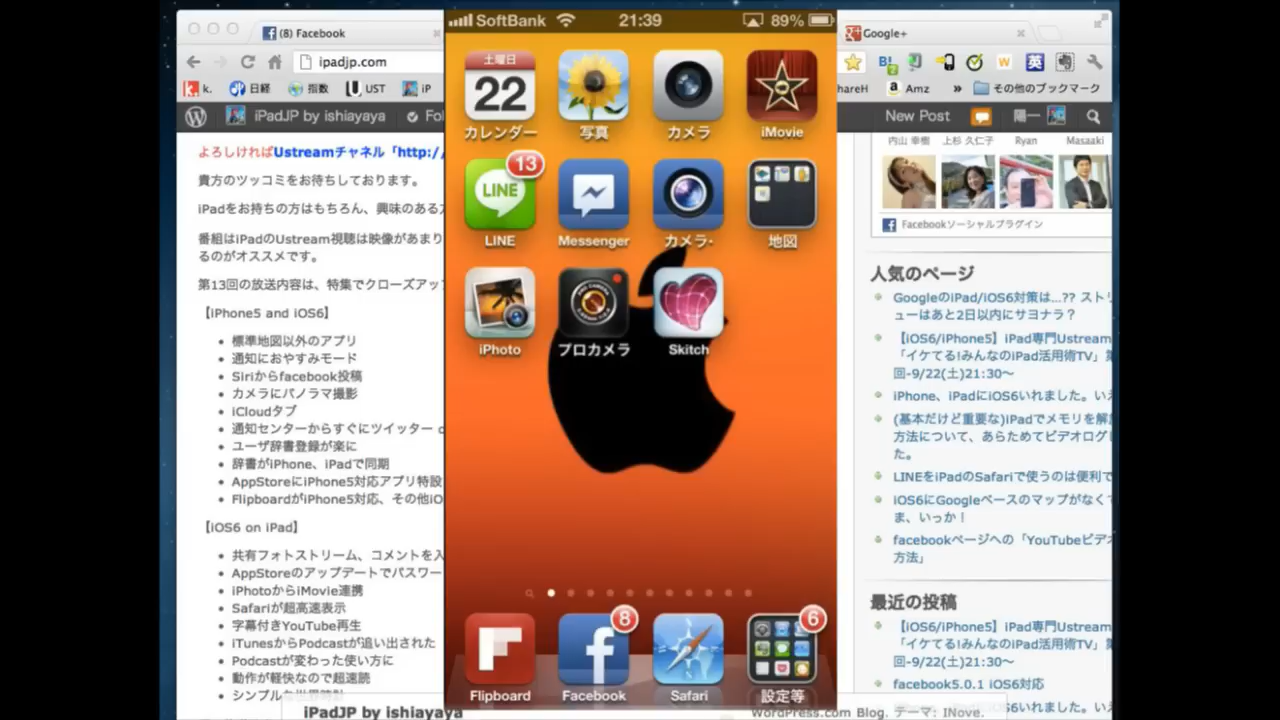 (8) Facebook
Google+
ipadjp.com
k.
日経
指数
UST
iP
B!
W
英
hareH
Amz
»
その他のブックマーク
iPadJP by ishiayaya
Fol
New Post
陽一
よろしければUstreamチャネル「http:/
貴方のツッコミをお待ちしております。
iPadをお持ちの方はもちろん、興味のある
番組はiPadのUstream視聴は映像があまり
るのがオススメです。
第13回の放送内容は、特集でクローズアッ
【iPhone5 and iOS6】
標準地図以外のアプリ
通知におやすみモード
Siriからfacebook投稿
カメラにパノラマ撮影
iCloudタブ
通知センターからすぐにツイッター
ユーザ辞書登録が楽に
辞書がiPhone、iPadで同期
AppStoreにiPhone5対応アプリ特設
FlipboardがiPhone5対応、その他iO
【iOS6 on iPad】
共有フォトストリーム、コメントを入
AppStoreのアップデートでパスワー
iPhotoからiMovie連携
Safariが超高速表示
字幕付きYouTube再生
iTunesからPodcastが追い出された
Podcastが変わった使い方に
動作が軽快なので超速読
iPadJP by ishiayaya
SoftBank
21:39
89%
土曜日
22
カレンダー
写真
カメラ
iMovie
13
LINE
LINE
Messenger
カメラ·
地図
iPhoto
プロカメラ
Skitch
8
6
Flipboard
Facebook
Safari
設定等
内山 幸樹
上杉 久仁子
Ryan
Masaaki
Facebookソーシャルプラグイン
人気のページ
GoogleのiPad/iOS6対策は...?? ストリ
ューはあと2日以内にサヨナラ？
【iOS6/iPhone5】iPad専門Ustream
「イケてる!みんなのiPad活用術TV」第
回-9/22(土)21:30～
iPhone、iPadにiOS6いれました。いえ
(基本だけど重要な)iPadでメモリを解
方法について、あらためてビデオログし
た。
LINEをiPadのSafariで使うのは便利で
iOS6にGoogleベースのマップがなくて
ま、いっか！
facebookページへの「YouTubeビデオ
方法」
最近の投稿
【iOS6/iPhone5】iPad専門Ustream
「イケてる!みんなのiPad活用術TV」
回-9/22(土)21:30～
facebook5.0.1 iOS6対応
WordPress.com Blog. テーマ: INove.